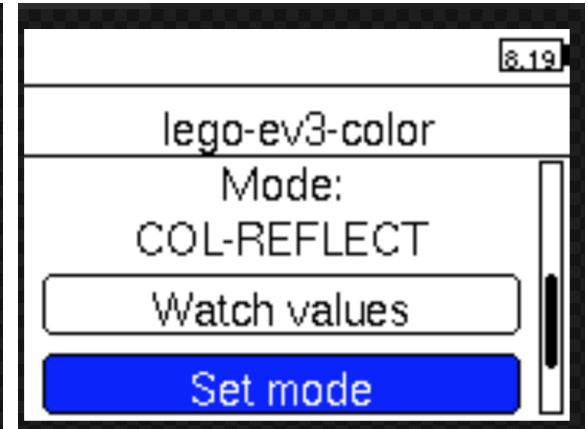 8.19
lego-ev3-color
Mode:
COL-REFLECT
Watch values
Set mode